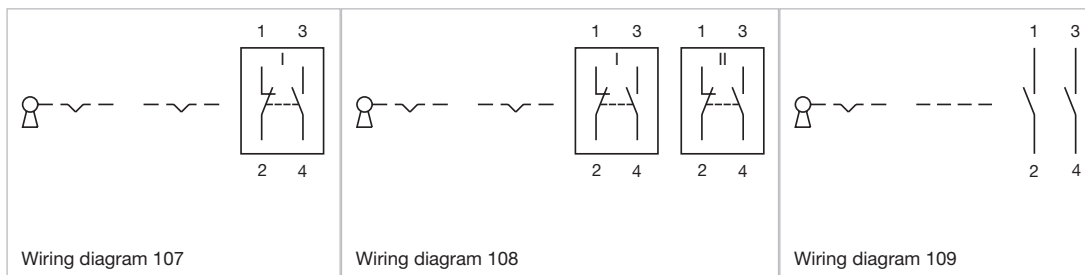 1 3
I
2 4
Wiring diagram 107
1 3 1 3
I II
2 4 2 4
Wiring diagram 108
1 3
2 4
Wiring diagram 109